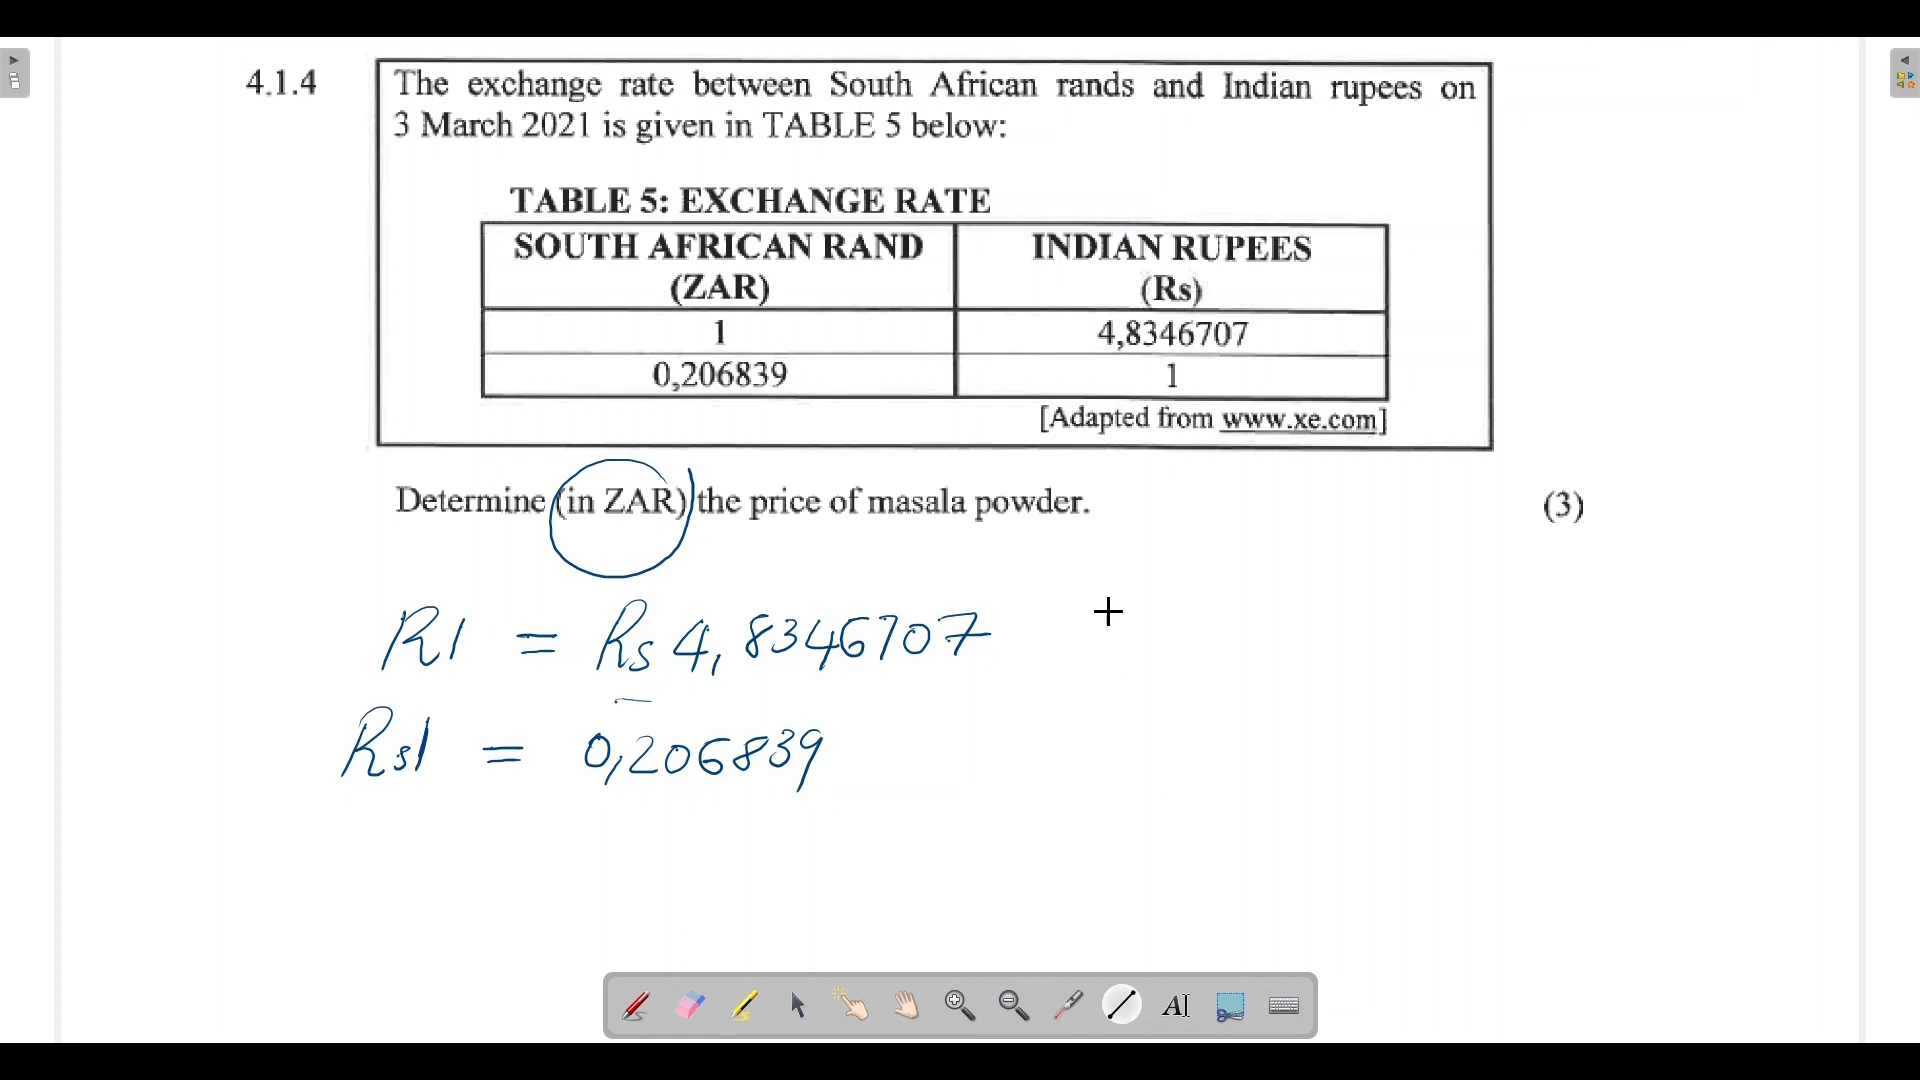 4.1.4
The exchange rate between South African rands and Indian rupees on
3 March 2021 is given in TABLE 5 below:
TABLE 5: EXCHANGE RATE
SOUTH AFRICAN RAND (ZAR) INDIAN RUPEES (Rs)
1 4,8346707
0,206839 1
[Adapted from www.xe.com]
Determine (in ZAR) the price of masala powder. (3)
R1 = Rs 4,8346707
Rs1 = 0,206839
AI